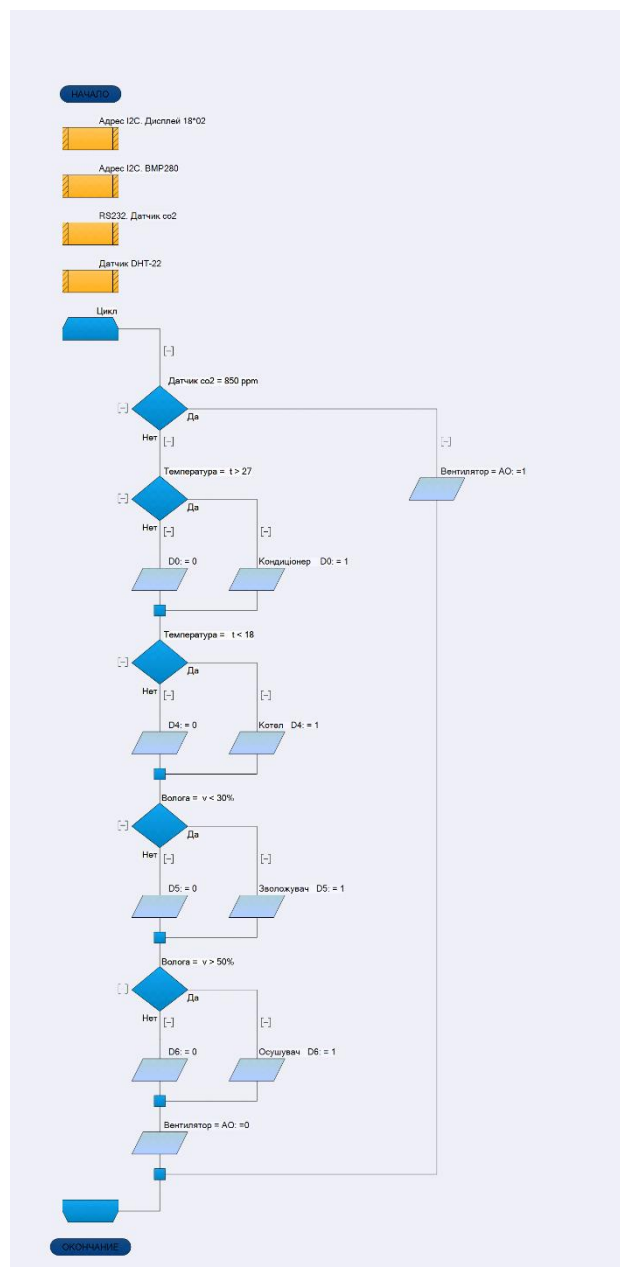 НАЧАЛО
Адрес I2C. Дисплей 18*02
Адрес I2C. BMP280
RS232. Датчик co2
Датчик DHT-22
Цикл
[--]
Датчик co2 = 850 ppm
[--]
Да
Нет
[--]
[--]
Температура = t > 27
Вентилятор = AO: =1
[--]
Да
Нет
[--]
[--]
D0: = 0
Кондиціонер D0: = 1
Температура = t < 18
[--]
Да
Нет
[--]
[--]
D4: = 0
Котел D4: = 1
Волога = v < 30%
[--]
Да
Нет
[--]
[--]
D5: = 0
Зволожувач D5: = 1
Волога = v > 50%
[--]
Да
Нет
[--]
[--]
D6: = 0
Осушувач D6: = 1
Вентилятор = AO: =0
ОКОНЧАНИЕ